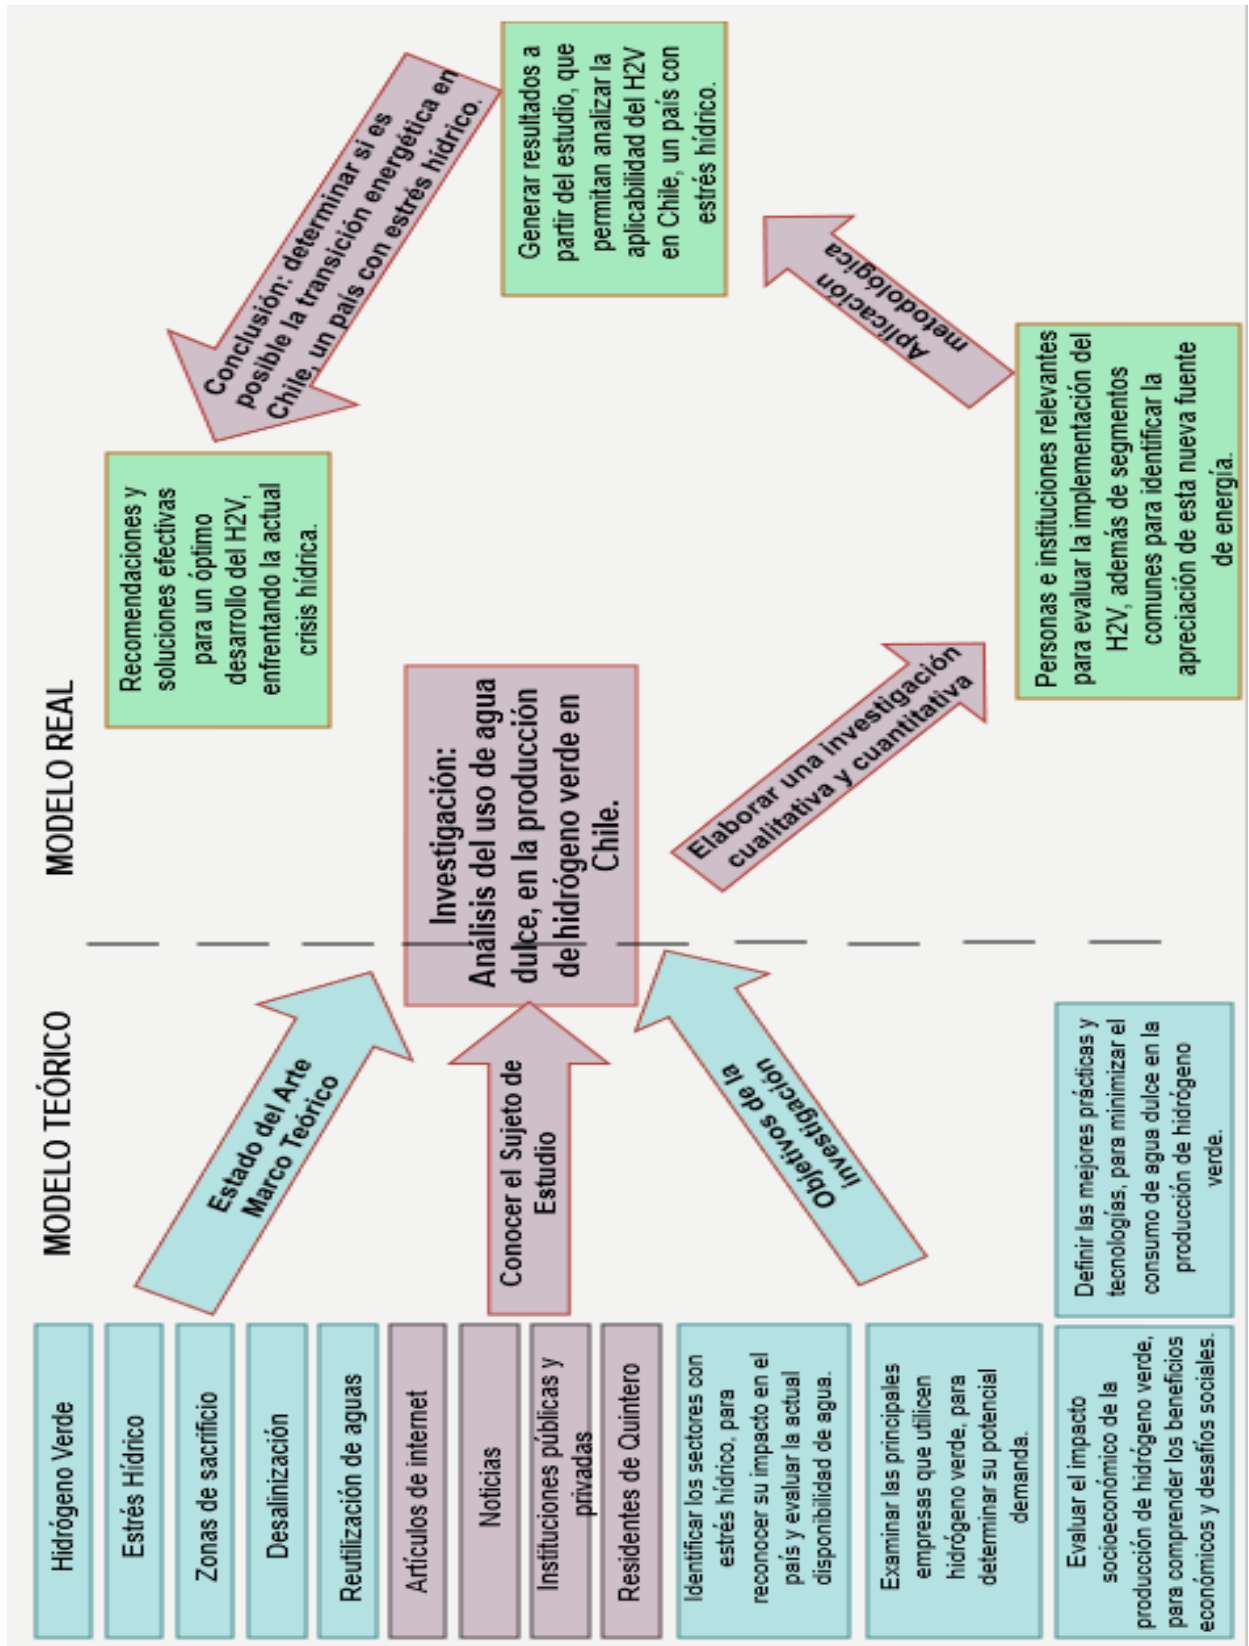 MODELO TEÓRICO
MODELO REAL
Hidrógeno Verde
Estrés Hídrico
Zonas de sacrificio
Desalinización
Reutilización de aguas
Artículos de internet
Noticias
Instituciones públicas y
privadas
Residentes de Quintero
Identificar los sectores con
estrés hídrico, para
reconocer su impacto en el
país y evaluar la actual
disponibilidad de agua.
Examinar las principales
empresas que utilicen
hidrógeno verde, para
determinar su potencial
demanda.
Evaluar el impacto
socioeconómico de la
producción de hidrógeno verde,
para comprender los beneficios
económicos y desafíos sociales.
Definir las mejores prácticas y
tecnologías, para minimizar el
consumo de agua dulce en la
producción de hidrógeno
verde.
Estado del Arte
Marco Teórico
Conocer el Sujeto de
Estudio
Objetivos de la
investigación
Investigación:
Análisis del uso de agua
dulce, en la producción
de hidrógeno verde en
Chile.
Elaborar una investigación
cualitativa y cuantitativa
Personas e instituciones relevantes
para evaluar la implementación del
H2V, además de segmentos
comunes para identificar la
apreciación de esta nueva fuente
de energía.
Aplicación
metodológica
Generar resultados a
partir del estudio, que
permitan analizar la
aplicabilidad del H2V
en Chile, un país con
estrés hídrico.
Conclusión: determinar si es
posible la transición energética en
Chile, un país con estrés hídrico.
Recomendaciones y
soluciones efectivas
para un óptimo
desarrollo del H2V,
enfrentando la actual
crisis hídrica.